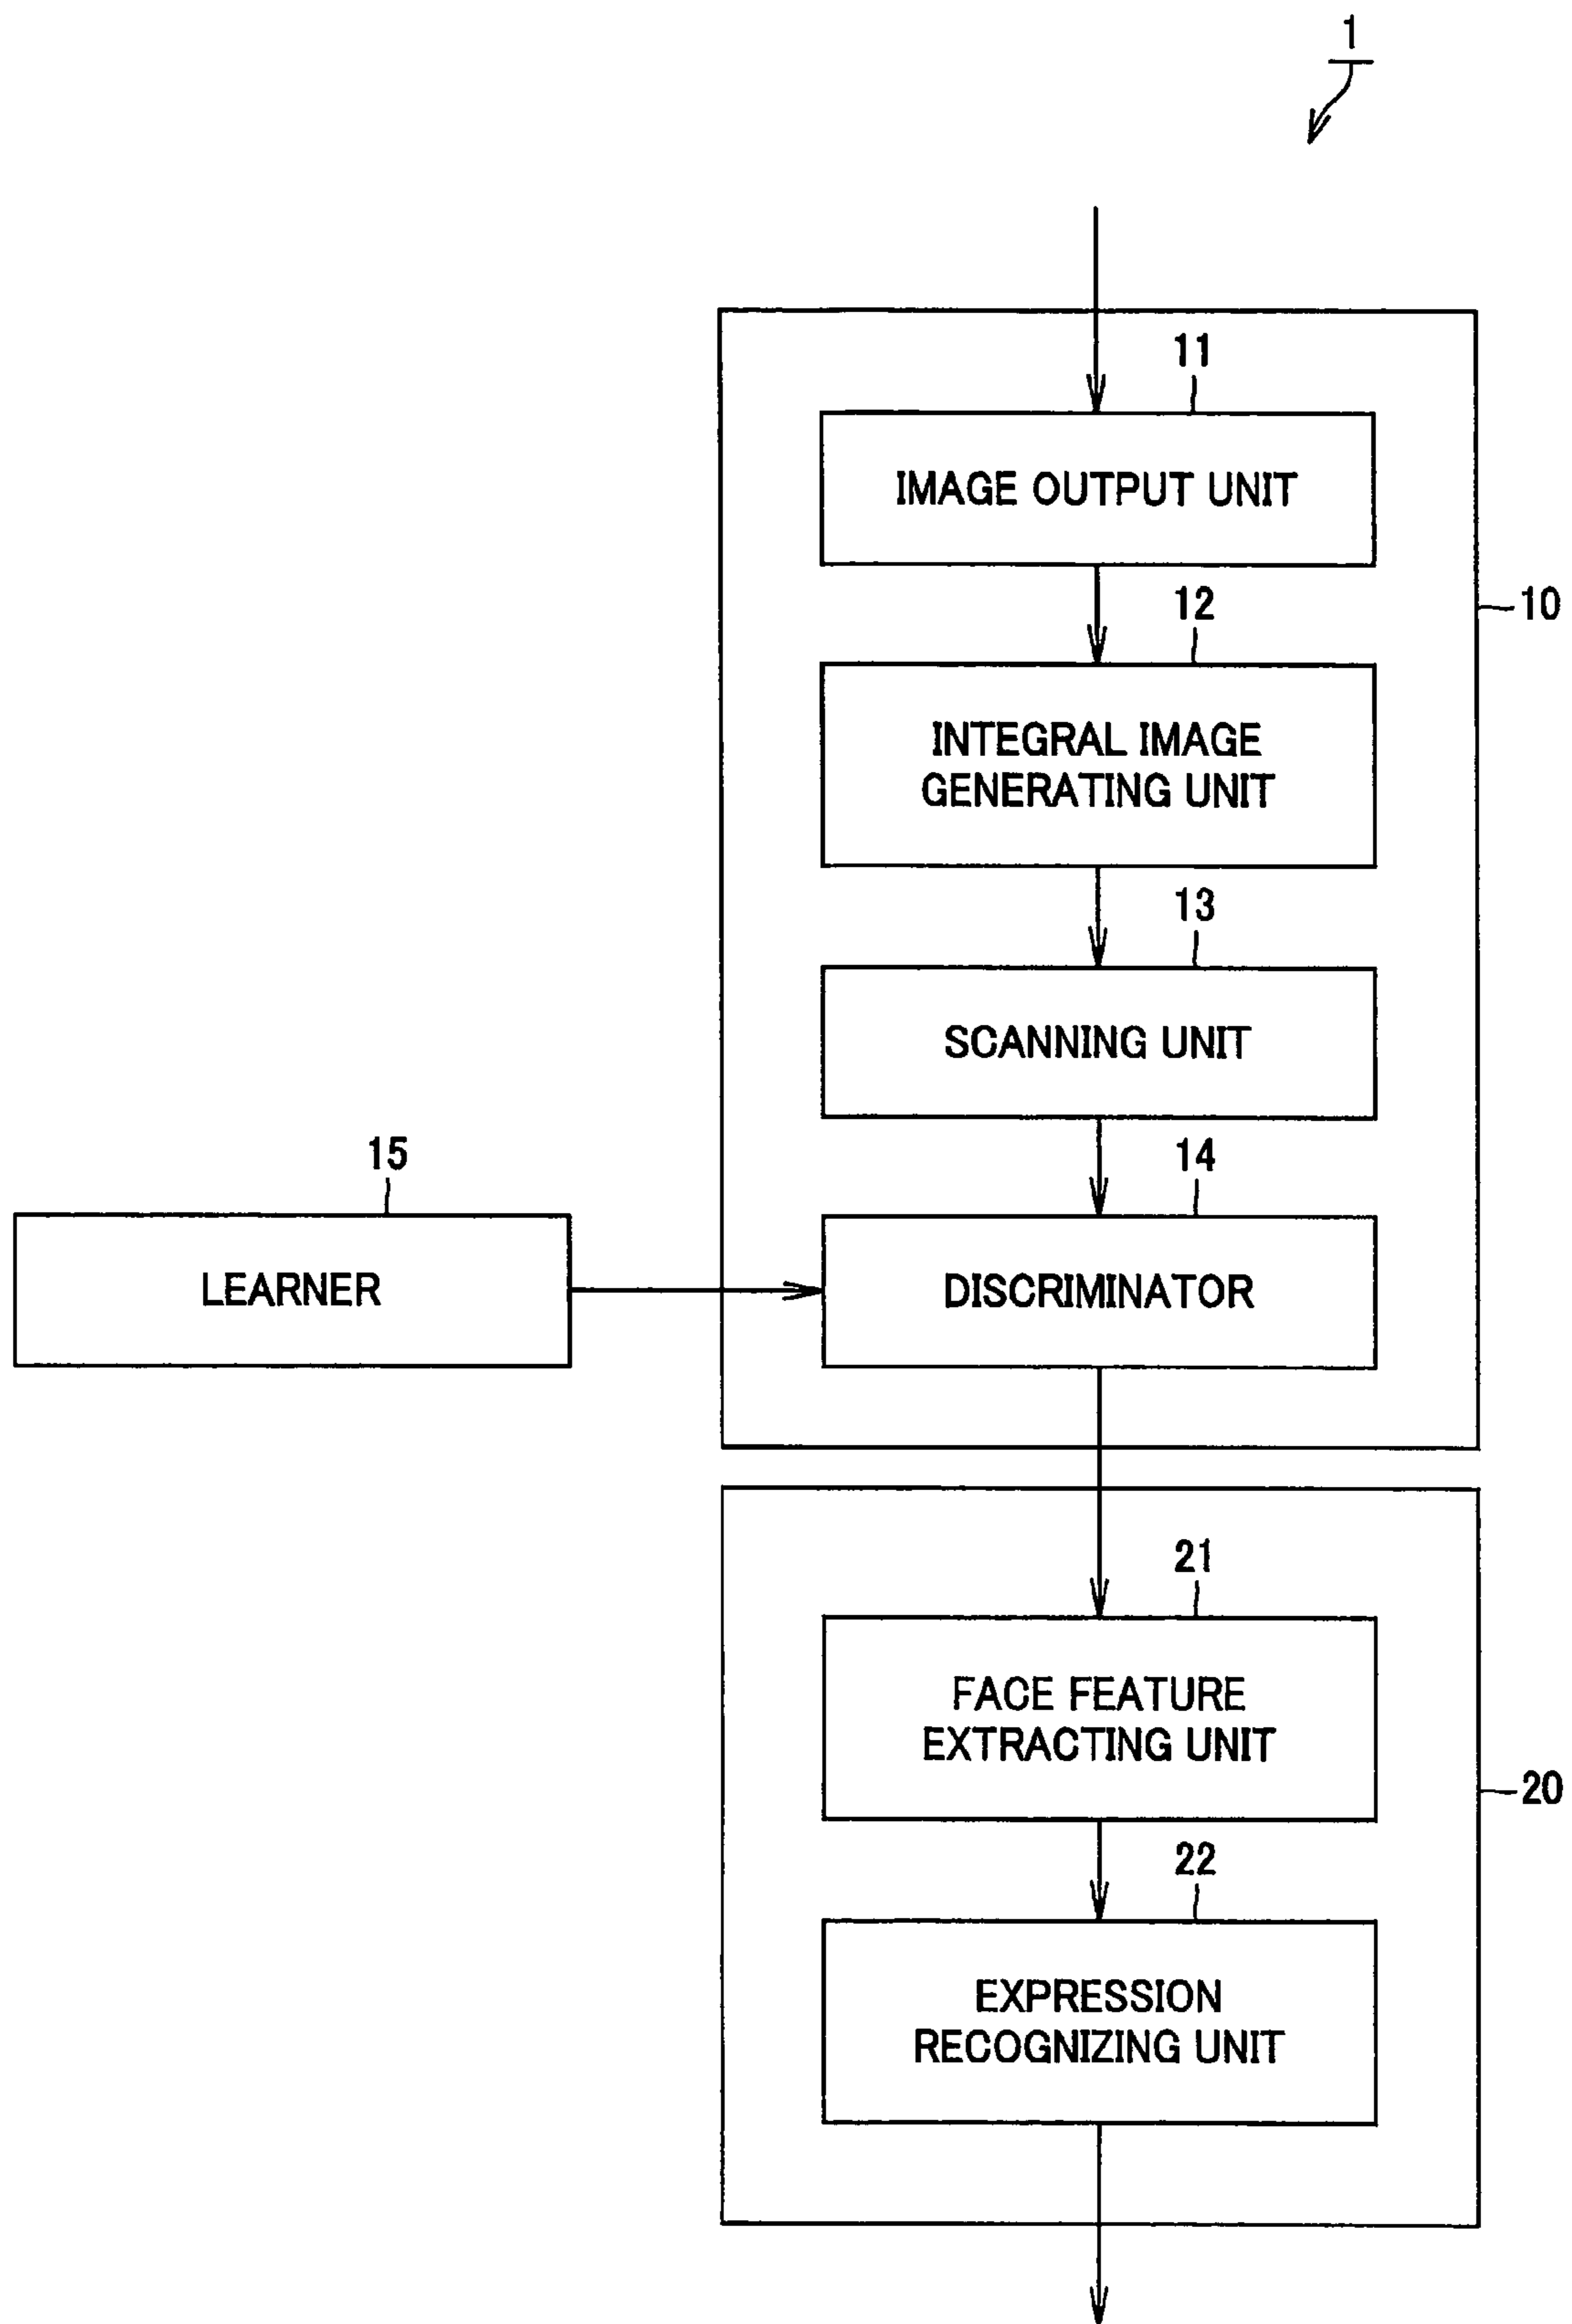 1
11
IMAGE OUTPUT UNIT
10
12
INTEGRAL IMAGE
GENERATING UNIT
13
SCANNING UNIT
15
14
LEARNER
DISCRIMINATOR
21
FACE FEATURE
EXTRACTING UNIT
20
22
EXPRESSION
RECOGNIZING UNIT